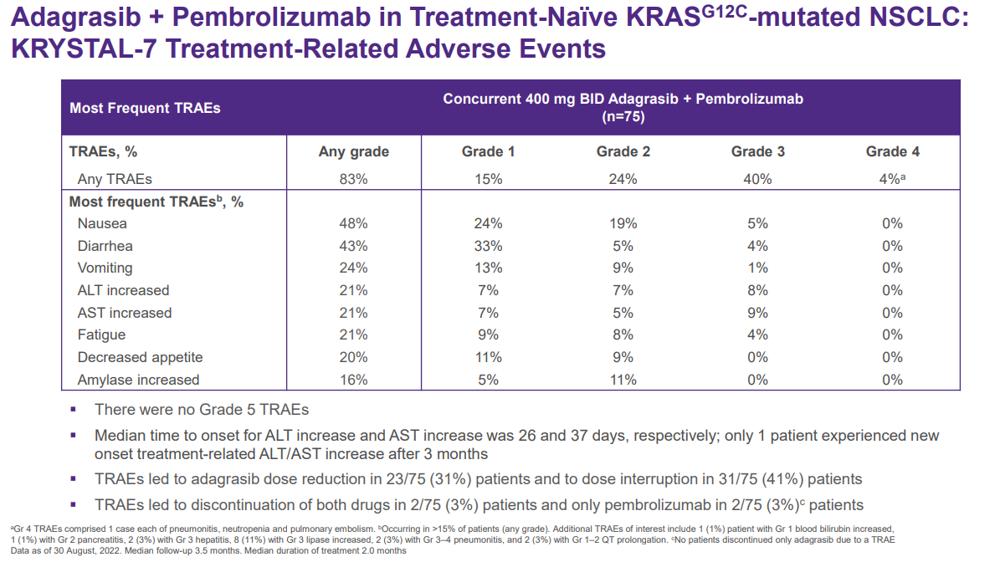 Adagrasib + Pembrolizumab in Treatment-Naïve KRASG12C-mutated NSCLC:
KRYSTAL-7 Treatment-Related Adverse Events
Most Frequent TRAEs
Concurrent 400 mg BID Adagrasib + Pembrolizumab
(n=75)
TRAEs, % Any grade Grade 1 Grade 2 Grade 3 Grade 4
Any TRAEs 83% 15% 24% 40% 4%a
Most frequent TRAEsb, %
Nausea 48% 24% 19% 5% 0%
Diarrhea 43% 33% 5% 4% 0%
Vomiting 24% 13% 9% 1% 0%
ALT increased 21% 7% 7% 8% 0%
AST increased 21% 7% 5% 9% 0%
Fatigue 21% 9% 8% 4% 0%
Decreased appetite 20% 11% 9% 0% 0%
Amylase increased 16% 5% 11% 0% 0%
▪ There were no Grade 5 TRAEs
▪ Median time to onset for ALT increase and AST increase was 26 and 37 days, respectively; only 1 patient experienced new
onset treatment-related ALT/AST increase after 3 months
▪ TRAEs led to adagrasib dose reduction in 23/75 (31%) patients and to dose interruption in 31/75 (41%) patients
▪ TRAEs led to discontinuation of both drugs in 2/75 (3%) patients and only pembrolizumab in 2/75 (3%)c patients
aGr 4 TRAEs comprised 1 case each of pneumonitis, neutropenia and pulmonary embolism. bOccuring in >15% of patients (any grade). Additional TRAEs of interest include 1 (1%) patient with Gr 1 blood bilirubin increased,
1 (1%) with Gr 2 pancreatitis, 2 (3%) with Gr 3 hepatitis, 8 (11%) with Gr 3 lipase increased, 2 (3%) with Gr 3–4 pneumonitis, and 2 (3%) with Gr 1–2 QT prolongation. cNo patients discontinued only adagrasib due to a TRAE
Data as of 30 August, 2022. Median follow-up 3.5 months. Median duration of treatment 2.0 months